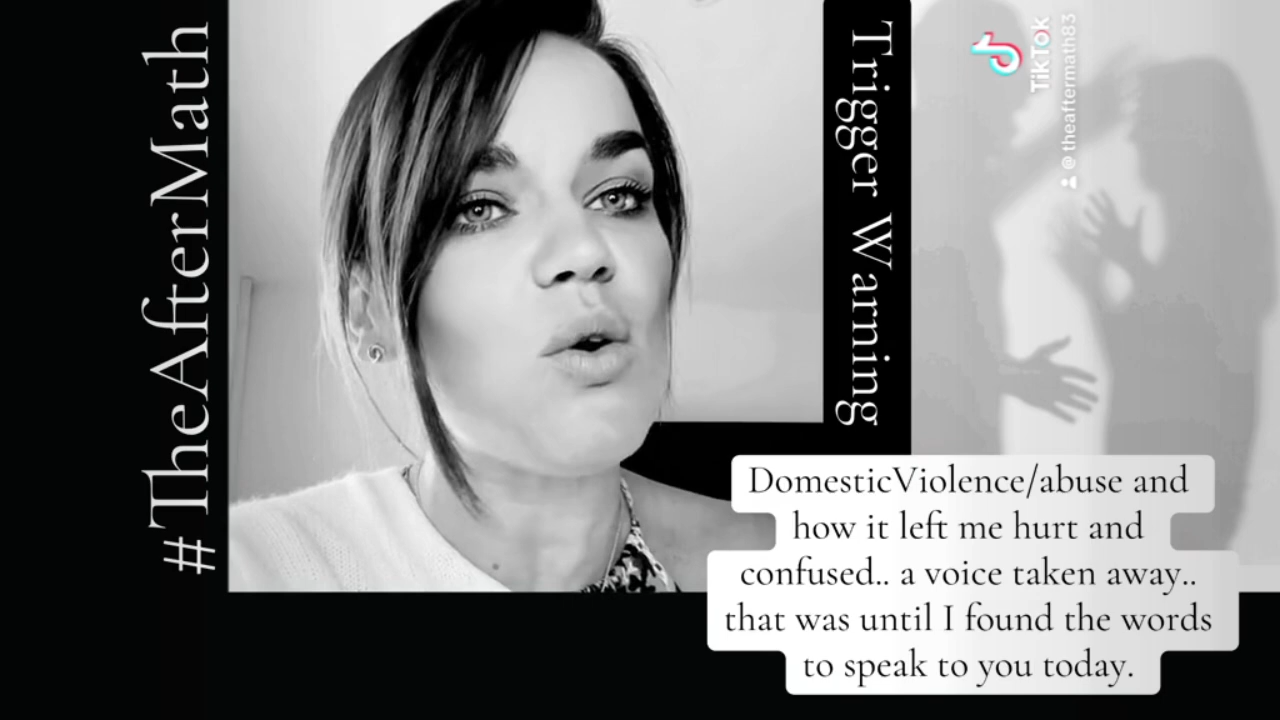 #TheAfterMath
Trigger Warning
TikTok
@theaftermath83
DomesticViolence/abuse and
how it left me hurt and
confused.. a voice taken away..
that was until I found the words
to speak to you today.